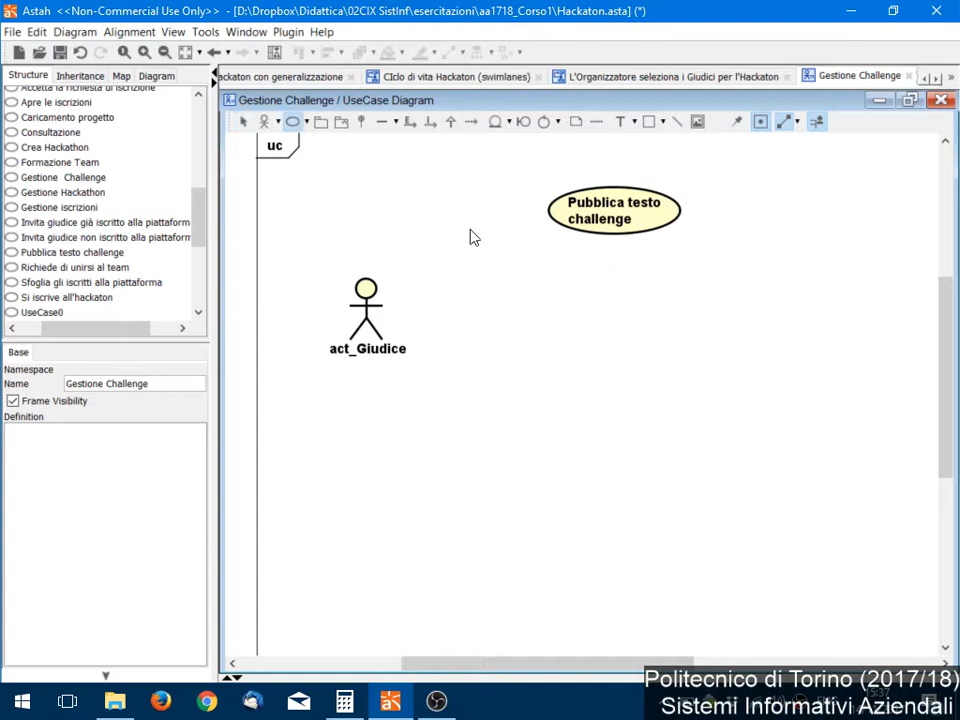 Astah <<Non-Commercial Use Only>> - [D:\Dropbox\Didattica\02CIX SistInf\esercitazioni\aa1718_Corso1\Hackaton.asta] (*)
File Edit Diagram Alignment View Tools Window Plugin Help
Structure Inheritance Map Diagram
ckaton con generalizzazione
CIclo di vita Hackaton (swimlanes)
L'Organizzatore seleziona i Giudici per l'Hackaton
Gestione Challenge
Gestione Challenge / UseCase Diagram
Accetta la richiesta di iscrizione
Apre le iscrizioni
Caricamento progetto
Consultazione
Crea Hackathon
Formazione Team
Gestione Challenge
Gestione Hackathon
Gestione iscrizioni
Invita giudice già iscritto alla piattaform
Invita giudice non iscritto alla piattaform
Pubblica testo challenge
Richiede di unirsi al team
Sfoglia gli iscritti alla piattaforma
Si iscrive all'hackaton
UseCase0
Base
Namespace
Name Gestione Challenge
Frame Visibility
Definition
uc
Pubblica testo
challenge
act_Giudice
Politecnico di Torino (2017/18)
Sistemi Informativi Aziendali